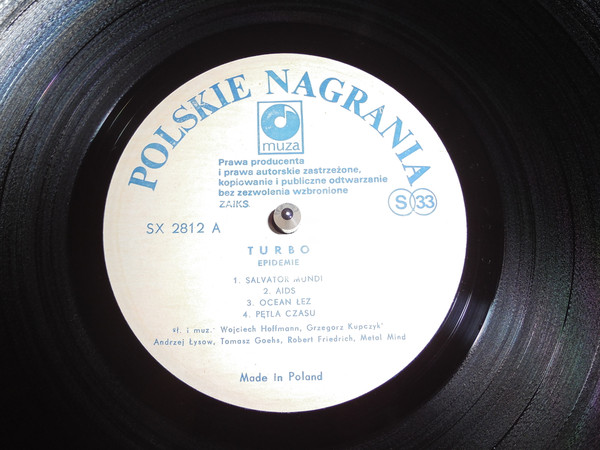 POLSKIE NAGRANIA
muza
Prawa producenta
i prawa autorskie zastrzeżone,
kopiowanie i publiczne odtwarzanie
bez zezwolenia wzbronione
ZAIKS
S 33
SX 2812 A
TURBO
EPIDEMIE
1. SALVATOR MUNDI
2. AIDS
3. OCEAN ŁEZ
4. PĘTLA CZASU
sł. i muz.: Wojciech Hoffmann, Grzegorz Kupczyk
Andrzej Łysow, Tomasz Goehs, Robert Friedrich, Metal Mind
Made in Poland